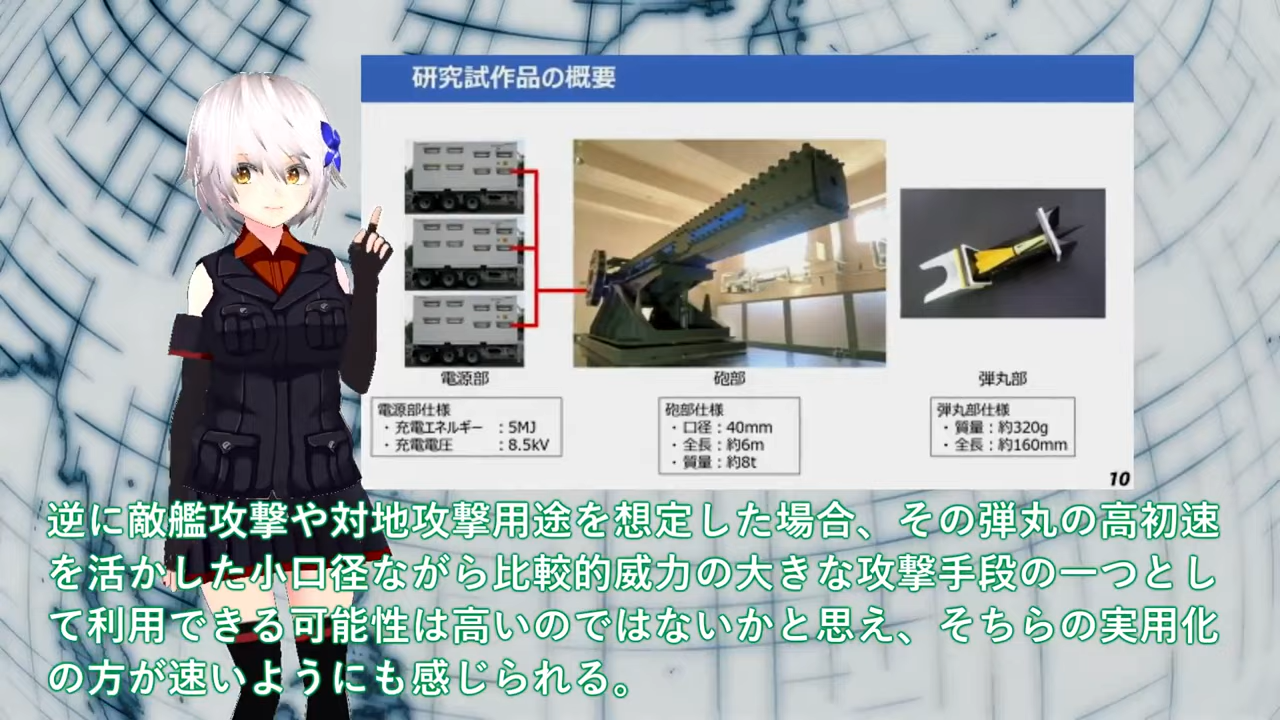 研究試作品の概要
電源部
砲部
弾丸部
電源部仕様
・充電エネルギー ：5MJ
・充電電圧 ：8.5kV
砲部仕様
・口径：40mm
・全長：約6m
・質量：約8t
弾丸部仕様
・質量：約320g
・全長：約160mm
10
逆に敵艦攻撃や対地攻撃用途を想定した場合、その弾丸の高初速
を活かした小口径ながら比較的威力の大きな攻撃手段の一つとし
て利用できる可能性は高いのではないかと思え、そちらの実用化
の方が速いようにも感じられる。